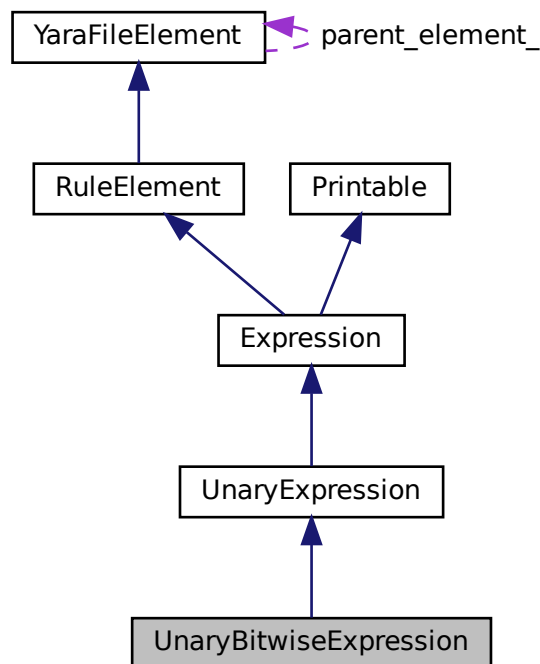 YaraFileElement
parent_element_
RuleElement
Printable
Expression
UnaryExpression
UnaryBitwiseExpression